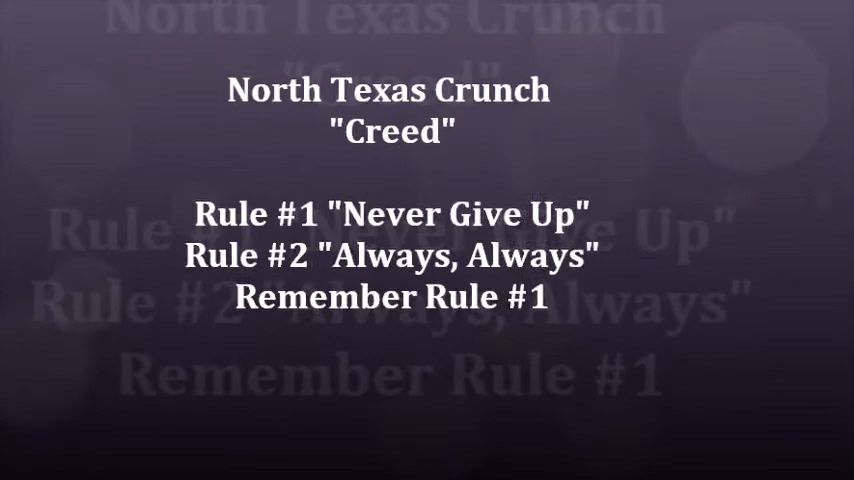 North Texas Crunch
"Creed"
Rule #1 "Never Give Up"
Rule #2 "Always, Always"
Remember Rule #1